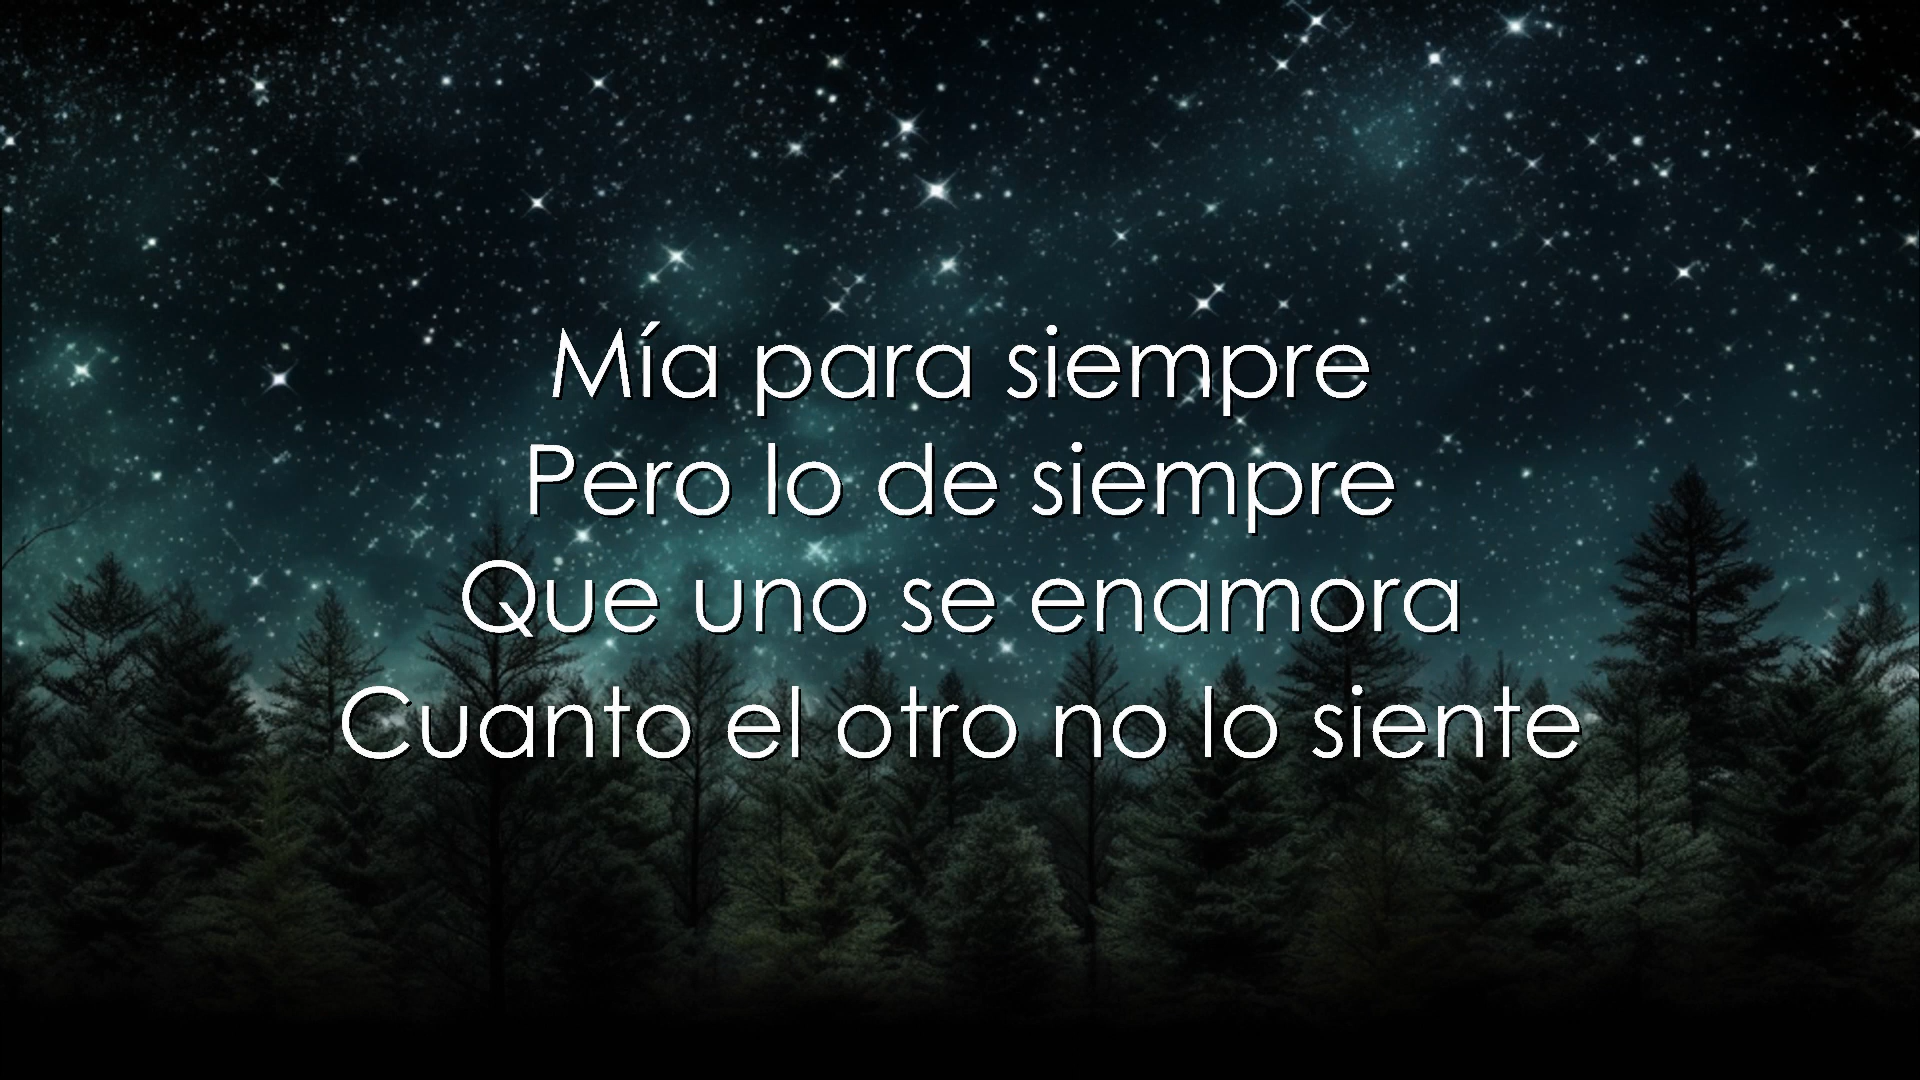 Mía para siempre
Pero lo de siempre
Que uno se enamora
Cuanto el otro no lo siente